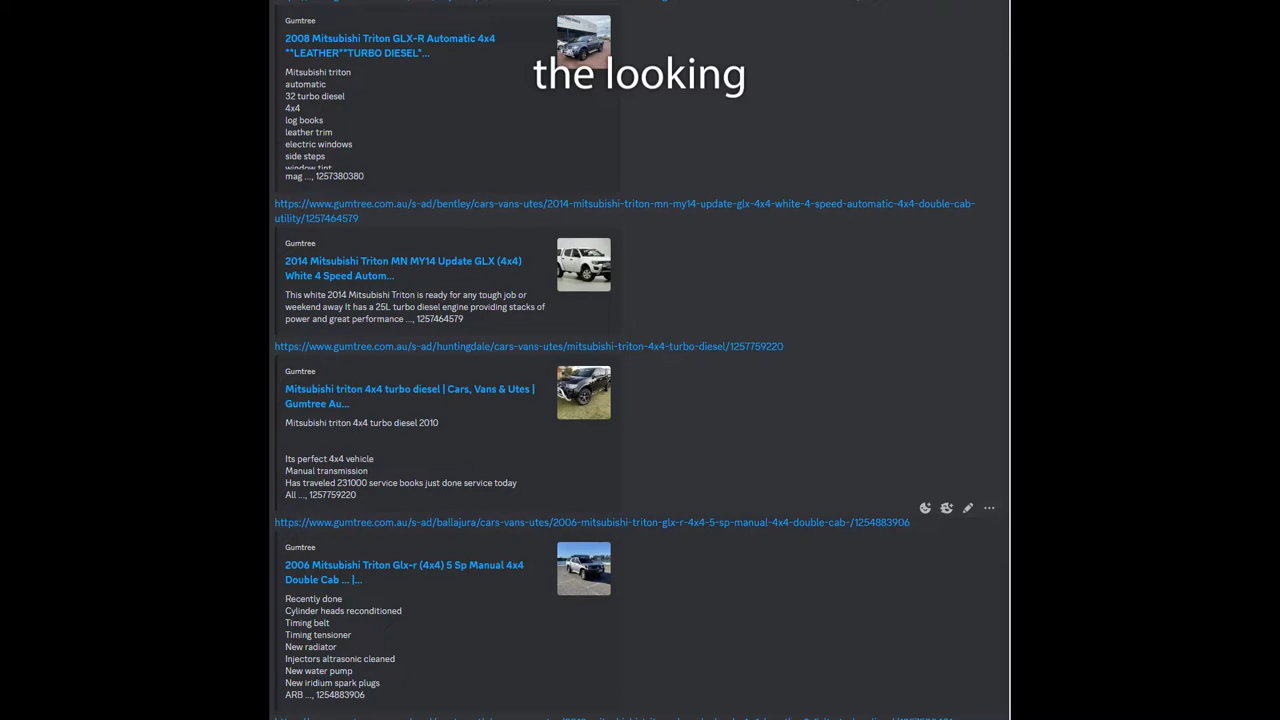 Gumtree
2008 Mitsubishi Triton GLX-R Automatic 4x4
**LEATHER**TURBO DIESEL*...
the looking
Mitsubishi triton
automatic
32 turbo diesel
4x4
log books
leather trim
electric windows
side steps
window tint
mag ..., 1257380380
https://www.gumtree.com.au/s-ad/bentley/cars-vans-utes/2014-mitsubishi-triton-mn-my14-update-glx-4x4-white-4-speed-automatic-4x4-double-cab-
utility/1257464579
Gumtree
2014 Mitsubishi Triton MN MY14 Update GLX (4x4)
White 4 Speed Autom...
This white 2014 Mitsubishi Triton is ready for any tough job or
weekend away It has a 25L turbo diesel engine providing stacks of
power and great performance ..., 1257464579
https://www.gumtree.com.au/s-ad/huntingdale/cars-vans-utes/mitsubishi-triton-4x4-turbo-diesel/1257759220
Gumtree
Mitsubishi triton 4x4 turbo diesel | Cars, Vans & Utes |
Gumtree Au...
Mitsubishi triton 4x4 turbo diesel 2010
Its perfect 4x4 vehicle
Manual transmission
Has traveled 231000 service books just done service today
All ..., 1257759220
https://www.gumtree.com.au/s-ad/ballajura/cars-vans-utes/2006-mitsubishi-triton-glx-r-4x4-5-sp-manual-4x4-double-cab-/1254883906
Gumtree
2006 Mitsubishi Triton Glx-r (4x4) 5 Sp Manual 4x4
Double Cab ... |...
Recently done
Cylinder heads reconditioned
Timing belt
Timing tensioner
New radiator
Injectors altrasonic cleaned
New water pump
New iridium spark plugs
ARB ..., 1254883906